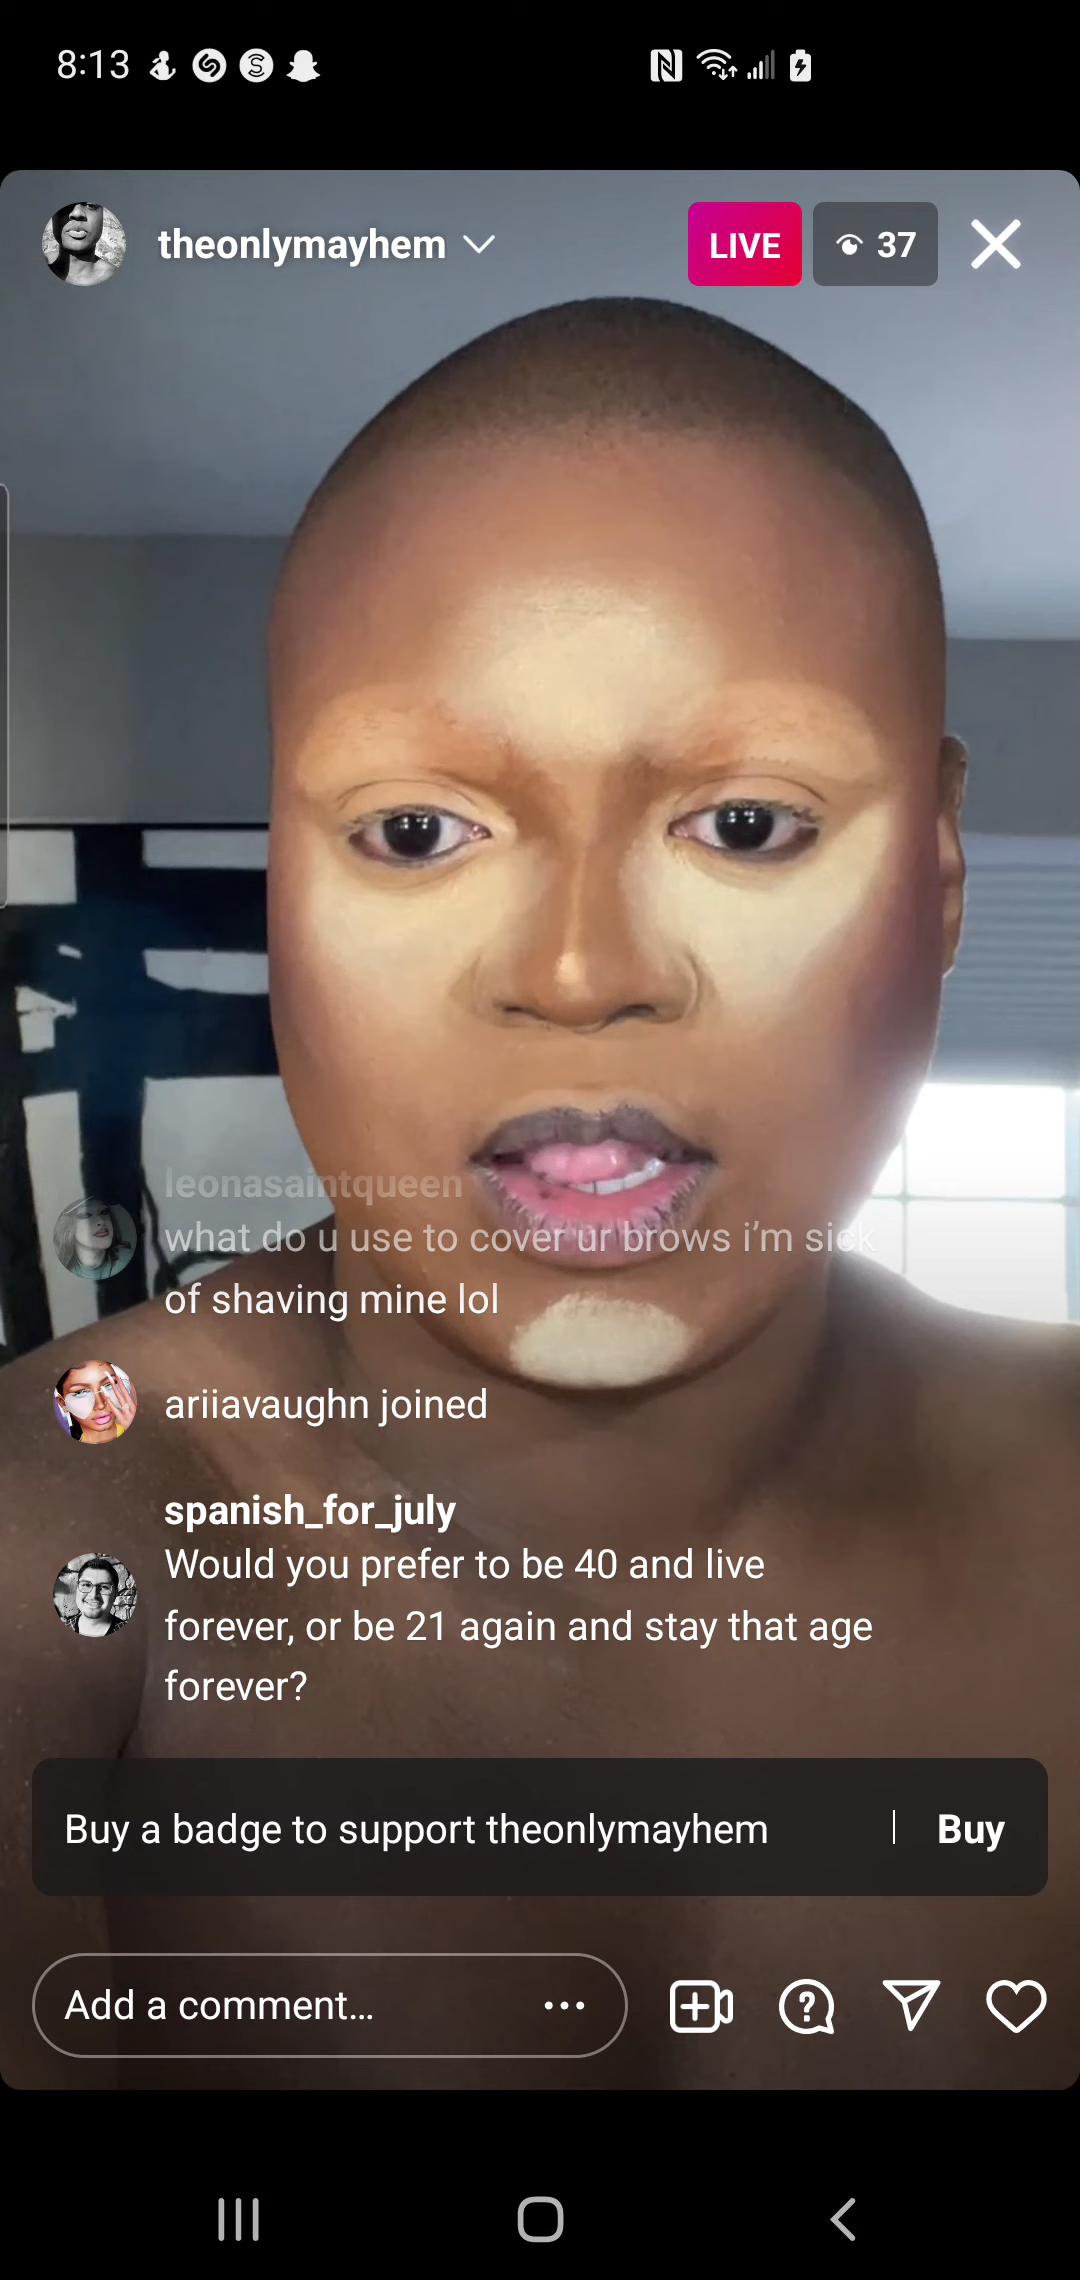 8:13
theonlymayhem
LIVE
37
leonasaintqueen
what do u use to cover ur brows i’m sick
of shaving mine lol
ariiavaughn joined
spanish_for_july
Would you prefer to be 40 and live
forever, or be 21 again and stay that age
forever?
Buy a badge to support theonlymayhem | Buy
Add a comment...